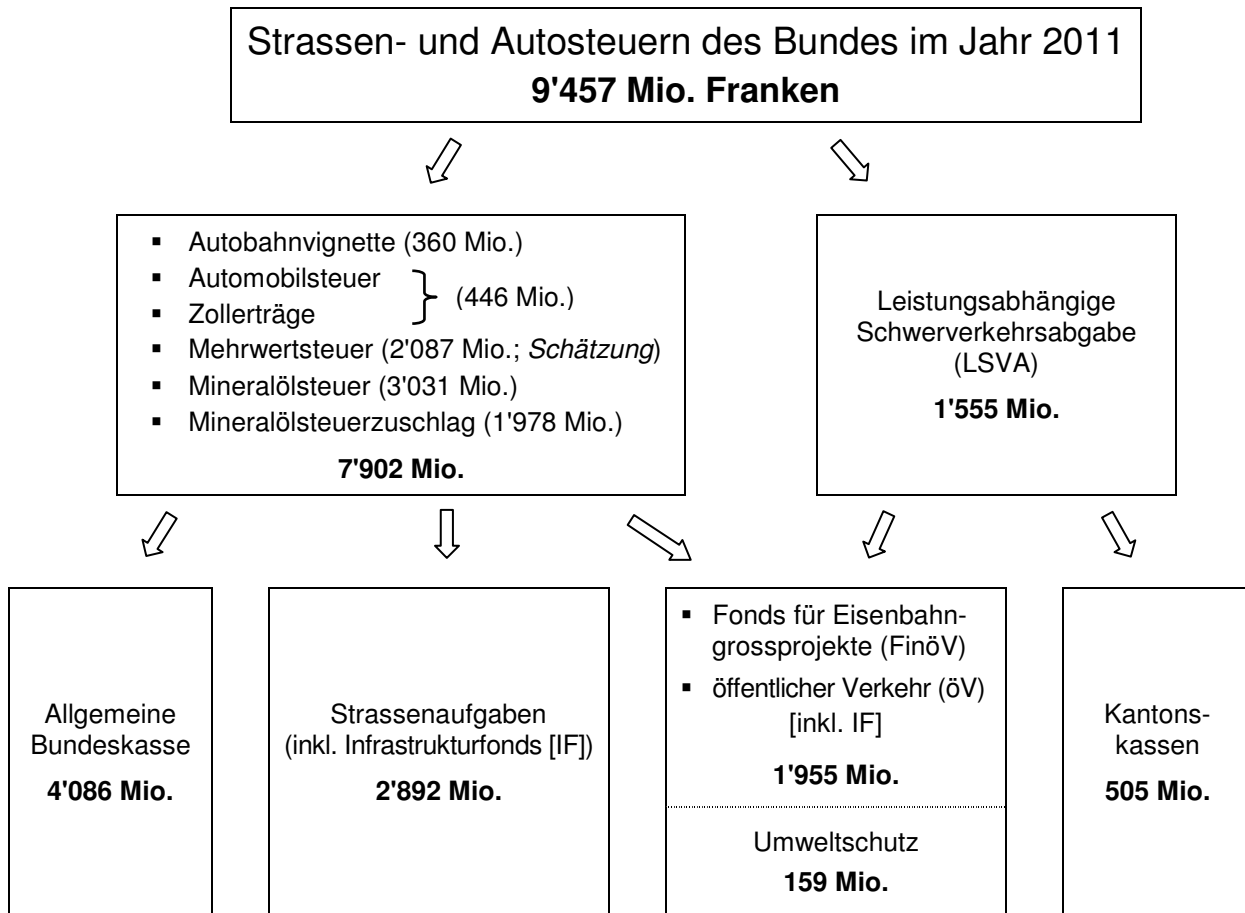 Strassen- und Autosteuern des Bundes im Jahr 2011
9'457 Mio. Franken
▪ Autobahnvignette (360 Mio.)
▪ Automobilsteuer
▪ Zollerträge
(446 Mio.)
▪ Mehrwertsteuer (2'087 Mio.; Schätzung)
▪ Mineralölsteuer (3'031 Mio.)
▪ Mineralölsteuerzuschlag (1'978 Mio.)
7'902 Mio.
Leistungsabhängige
Schwerverkehrsabgabe
(LSVA)
1'555 Mio.
Allgemeine
Bundeskasse
4'086 Mio.
Strassenaufgaben
(inkl. Infrastrukturfonds [IF])
2'892 Mio.
▪ Fonds für Eisenbahn-
grossprojekte (FinöV)
▪ öffentlicher Verkehr (öV)
[inkl. IF]
1'955 Mio.
Umweltschutz
159 Mio.
Kantons-
kassen
505 Mio.